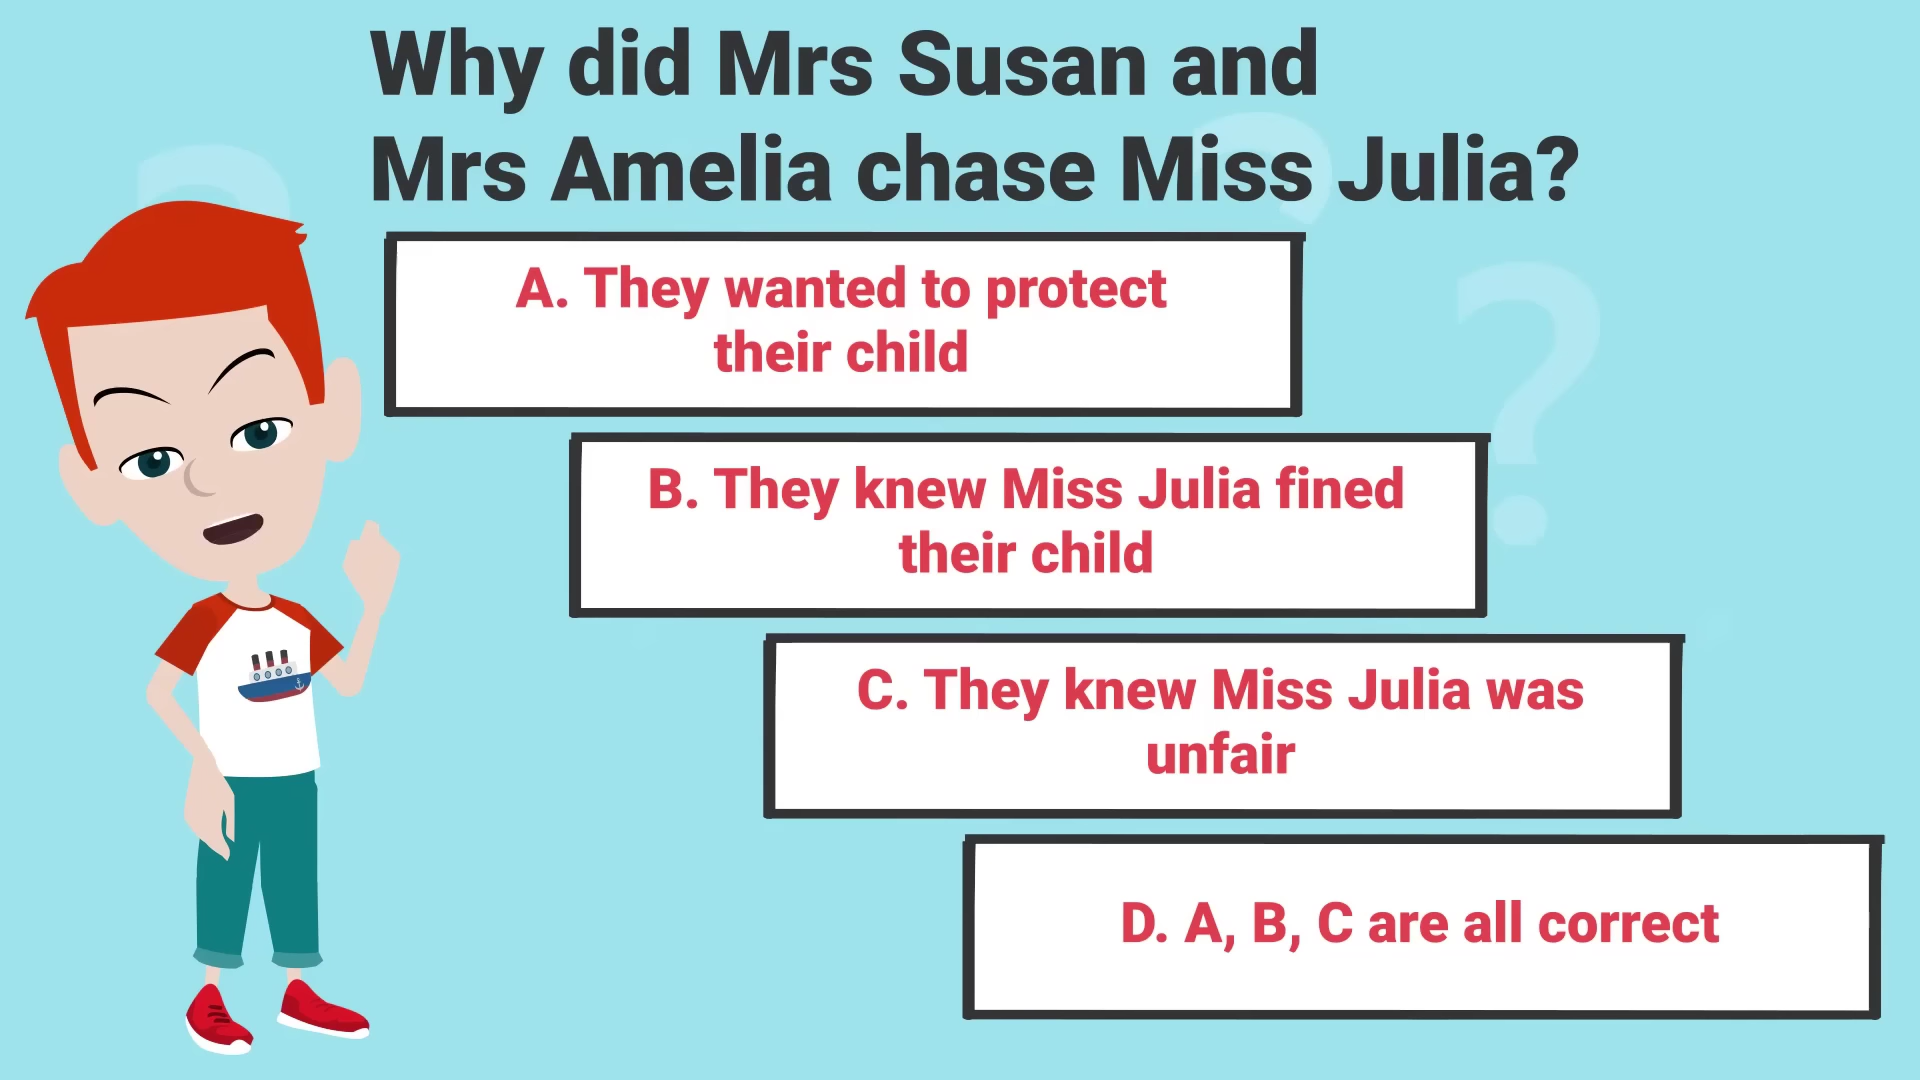 Why did Mrs Susan and
Mrs Amelia chase Miss Julia?
A. They wanted to protect
their child
B. They knew Miss Julia fined
their child
C. They knew Miss Julia was
unfair
D. A, B, C are all correct